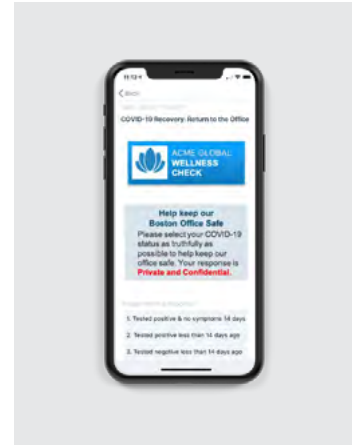 Back
COVID-19 Recovery: Return to the Office
ACME GLOBAL
WELLNESS
CHECK
Help keep our
Boston Office Safe
Please select your COVID-19
status as truthfully as
possible to help keep our
office safe. Your response is
Private and Confidential.
1. Tested positive & no symptoms 14 days
2. Tested positive less than 14 days ago
3. Tested negative less than 14 days ago